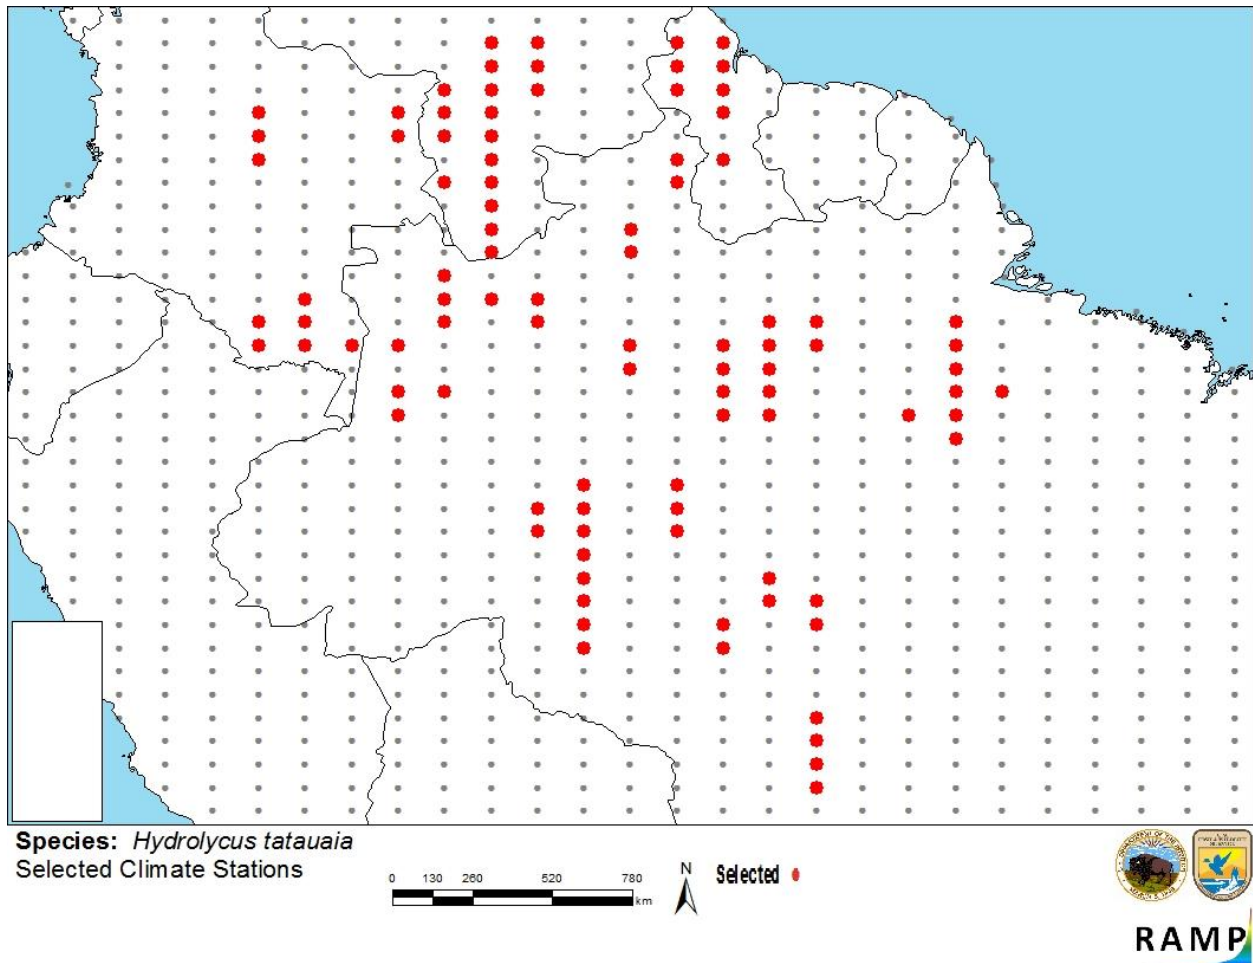 Species: Hydrolycus tatauaia
Selected Climate Stations
0 130 260 520 780
km
N
Selected
RAMP